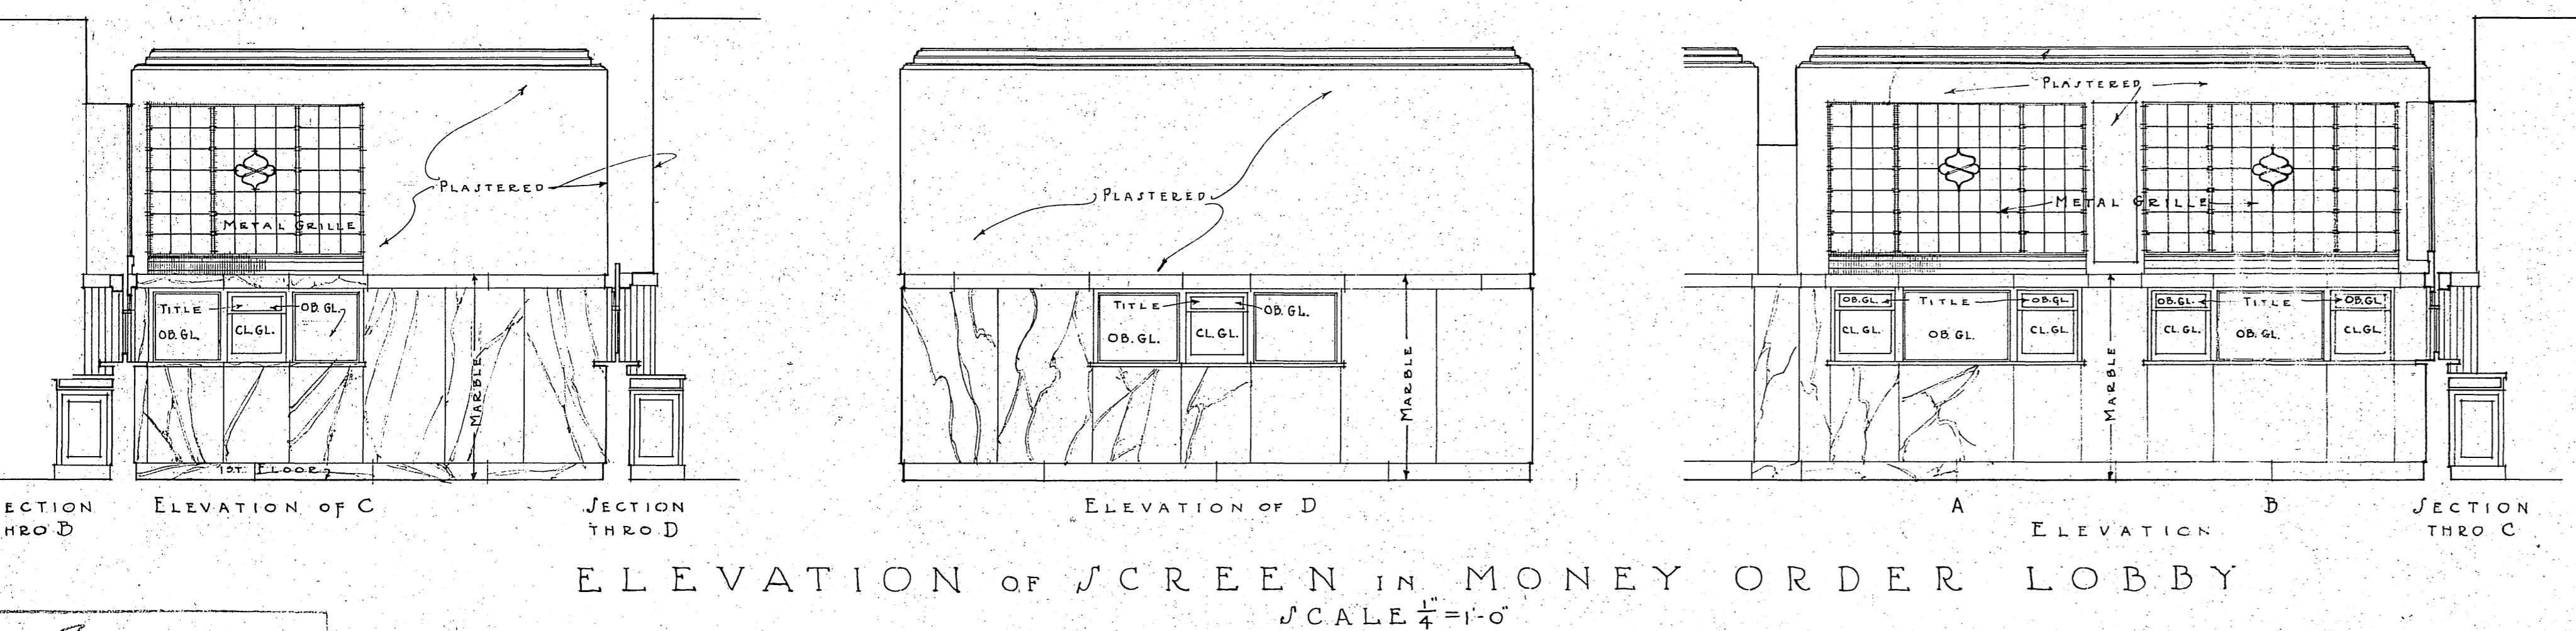 PLASTERED
METAL GRILLE
TITLE
OB. GL.
OB. GL.
CL. GL.
MARBLE
1ST. FLOOR
ECTION
HRO B
ELEVATION OF C
SECTION
THRO D
PLASTERED
TITLE
OB. GL.
OB. GL.
CL. GL.
MARBLE
ELEVATION OF D
PLASTERED
METAL GRILLE
OB. GL. TITLE OB. GL. OB. GL. TITLE OB. GL.
CL. GL. OB. GL. CL. GL. CL. GL. OB. GL. CL. GL.
MARBLE
A
B
ELEVATION
SECTION
THRO C
ELEVATION OF SCREEN IN MONEY ORDER LOBBY
SCALE 1/4" = 1'-0"